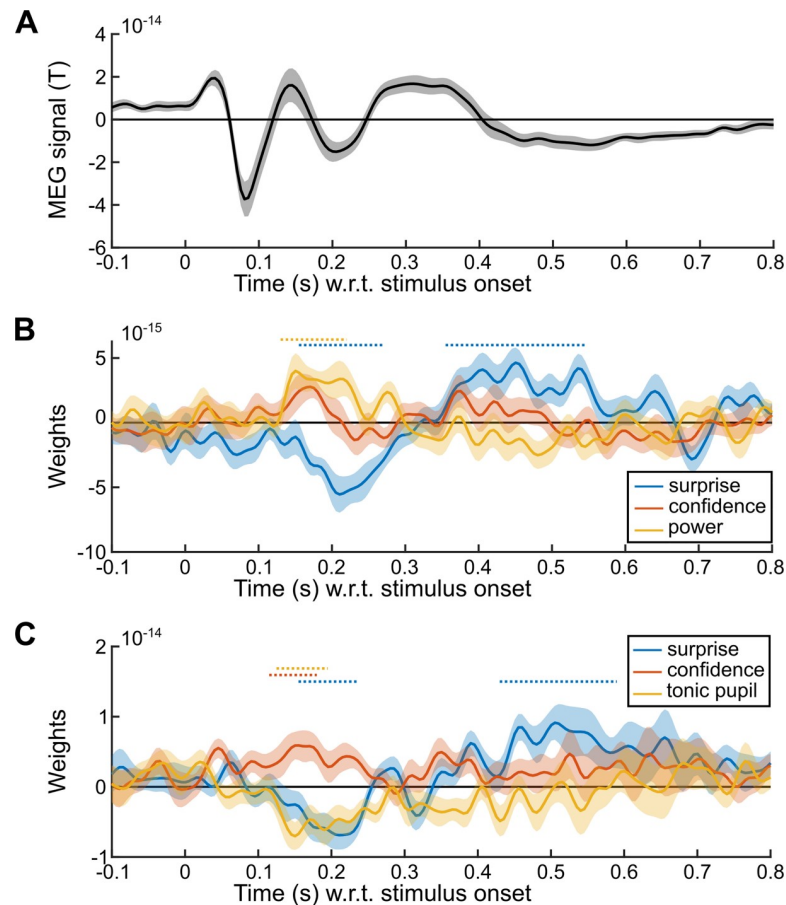 A
10-14
4
2
0
-2
-4
-6
MEG signal (T)
-0.1 0 0.1 0.2 0.3 0.4 0.5 0.6 0.7 0.8
Time (s) w.r.t. stimulus onset
B
10-15
5
0
-5
-10
Weights
surprise
confidence
power
-0.1 0 0.1 0.2 0.3 0.4 0.5 0.6 0.7 0.8
Time (s) w.r.t. stimulus onset
C
10-14
2
1
0
-1
Weights
surprise
confidence
tonic pupil
-0.1 0 0.1 0.2 0.3 0.4 0.5 0.6 0.7 0.8
Time (s) w.r.t. stimulus onset